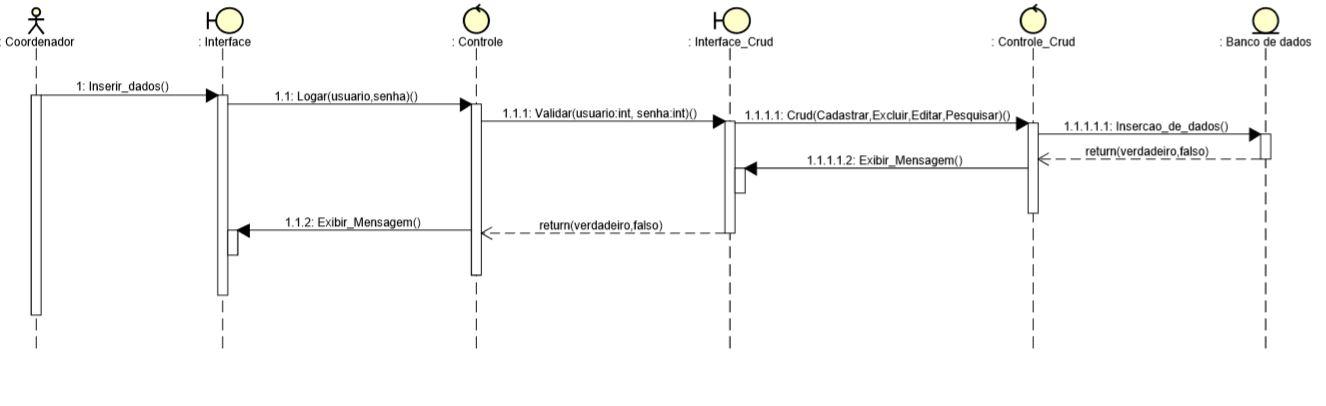 : Coordenador
: Interface
: Controle
: Interface_Crud
: Controle_Crud
: Banco de dados
1: Inserir_dados()
1.1: Logar(usuario,senha)()
1.1.1: Validar(usuario:int, senha:int)()
1.1.1.1: Crud(Cadastrar,Excluir,Editar,Pesquisar)()
1.1.1.1.1: Insercao_de_dados()
return(verdadeiro,falso)
1.1.1.1.2: Exibir_Mensagem()
1.1.2: Exibir_Mensagem()
return(verdadeiro,falso)